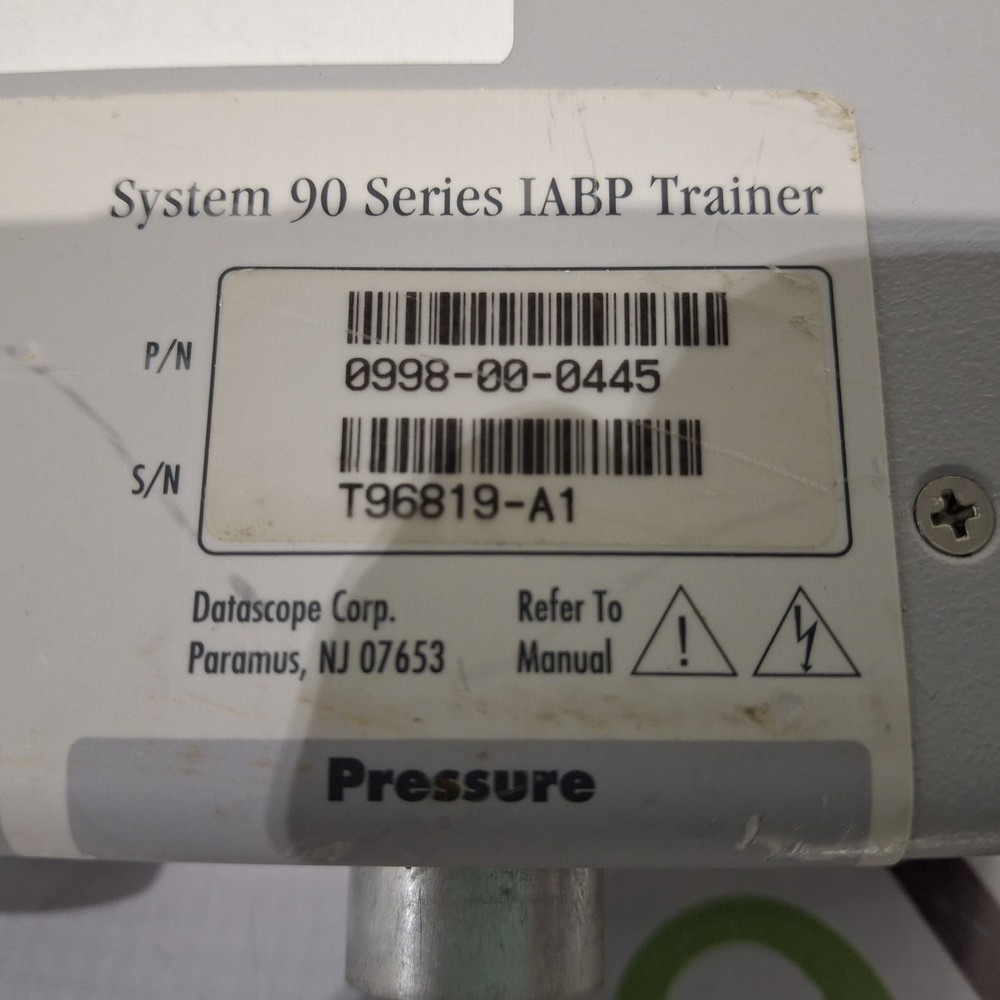 System 90 Series IABP Trainer
P/N
0998-00-0445
S/N
T96819-A1
Datascope Corp.
Paramus, NJ 07653
Refer To
Manual
!
Pressure